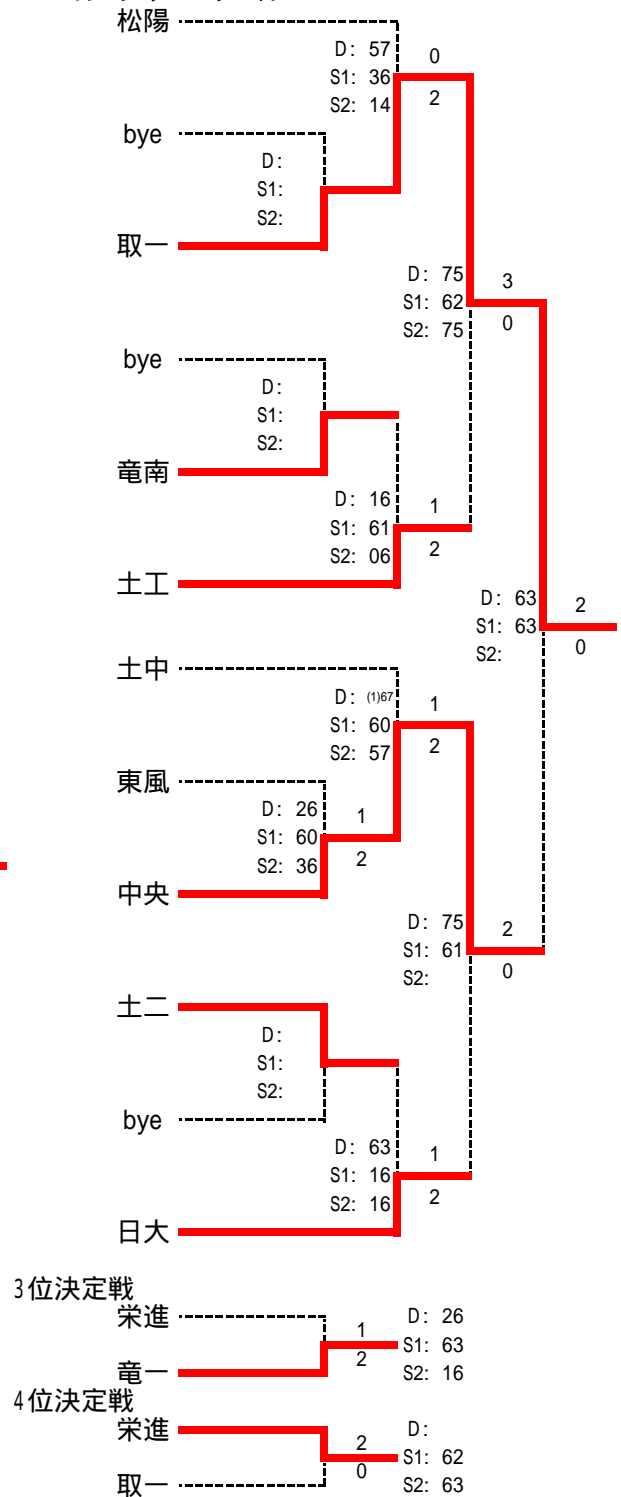 松陽
D: 57
S1: 36
S2: 14
0
2
bye
D:
S1:
S2:
取一
D: 75
S1: 62
S2: 75
3
0
bye
D:
S1:
S2:
竜南
D: 16
S1: 61
S2: 06
1
2
土工
D: 63
S1: 63
S2:
2
0
土中
D: (1)67
S1: 60
S2: 57
1
2
東風
D: 26
S1: 60
S2: 36
1
2
中央
D: 75
S1: 61
S2:
2
0
土二
D:
S1:
S2:
bye
D: 63
S1: 16
S2: 16
1
2
日大
3位決定戦
栄進
1
2
D: 26
S1: 63
S2: 16
竜一
4位決定戦
栄進
2
0
D:
S1: 62
S2: 63
取一